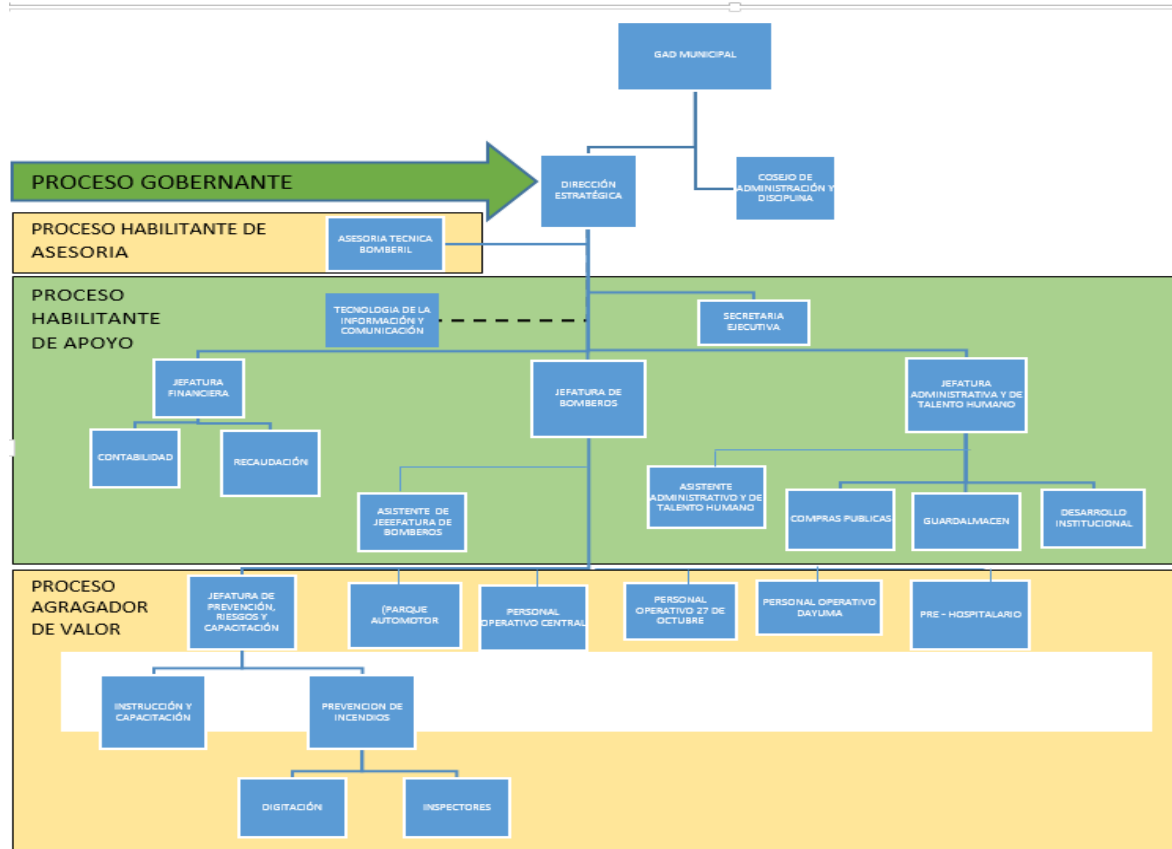 GAD MUNICIPAL
PROCESO GOBERNANTE
DIRECCIÓN
ESTRATÉGICA
COSEJO DE
ADMINISTRACIÓN Y
DISCIPLINA
PROCESO HABILITANTE DE
ASESORIA
ASESORIA TECNICA
BOMBERIL
PROCESO
HABILITANTE
DE APOYO
TECNOLOGIA DE LA
INFORMACIÓN Y
COMUNICACIÓN
SECRETARIA
EJECUTIVA
JEFATURA
FINANCIERA
JEFATURA DE
BOMBEROS
JEFATURA
ADMINISTRATIVA Y DE
TALENTO HUMANO
CONTABILIDAD
RECAUDACIÓN
ASISTENTE DE
JEEEFATURA DE
BOMBEROS
ASISTENTE
ADMINISTRATIVO Y DE
TALENTO HUMANO
COMPRAS PUBLICAS
GUARDALMACEN
DESARROLLO
INSTITUCIONAL
PROCESO
AGRAGADOR
DE VALOR
JEFATURA DE
PREVENCIÓN,
RIESGOS Y
CAPACITACIÓN
(PARQUE
AUTOMOTOR
PERSONAL
OPERATIVO CENTRAL
PERSONAL
OPERATIVO 27 DE
OCTUBRE
PERSONAL OPERATIVO
DAYUMA
PRE - HOSPITALARIO
INSTRUCCIÓN Y
CAPACITACIÓN
PREVENCION DE
INCENDIOS
DIGITACIÓN
INSPECTORES